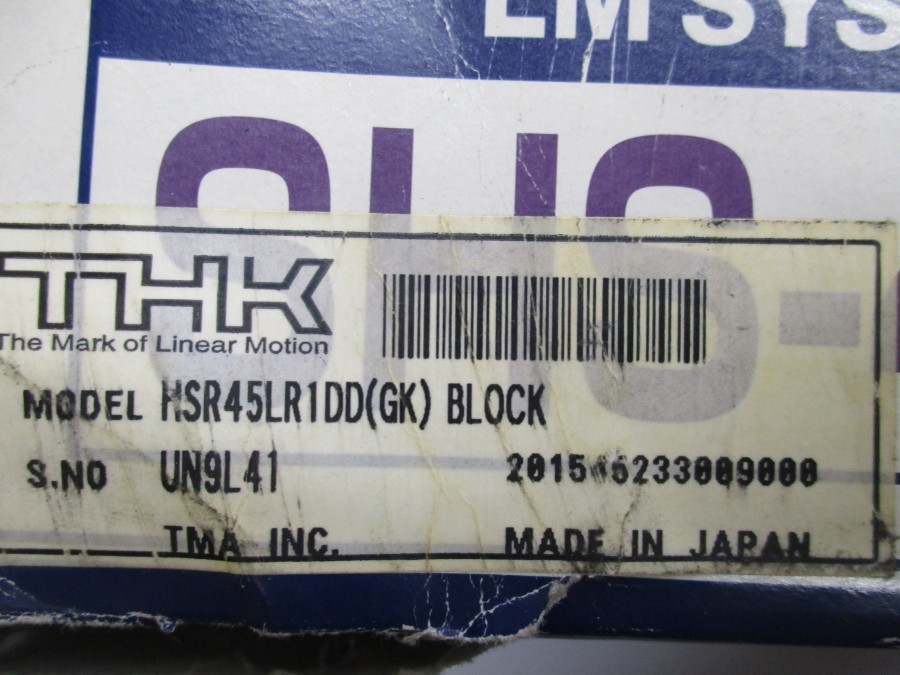 LM SYS
SHS-
THK
The Mark of Linear Motion
MODEL HSR45LR1DD(GK) BLOCK
S.NO UN9L41
TMA INC. MADE IN JAPAN